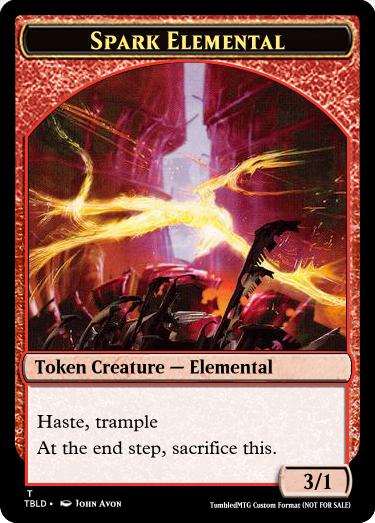 Spark Elemental
Token Creature — Elemental
Haste, trample
At the end step, sacrifice this.
3/1
T
TBLD • John Avon
TumbledMTG Custom Format (NOT FOR SALE)